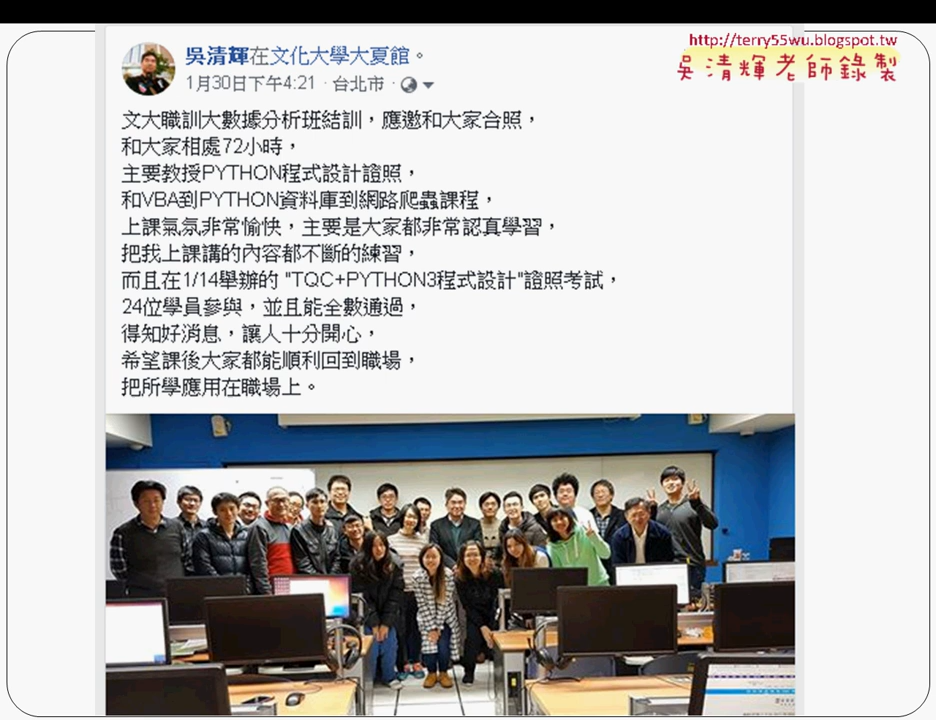 http://terry55wu.blogspot.tw
吳清輝老師錄製
吳清輝在文化大學大夏館。
1月30日下午4:21 · 台北市 ·
文大職訓大數據分析班結訓，應邀和大家合照，
和大家相處72小時，
主要教授PYTHON程式設計證照，
和VBA到PYTHON資料庫到網路爬蟲課程，
上課氣氛非常愉快，主要是大家都非常認真學習，
把我上課講的內容都不斷的練習，
而且在1/14舉辦的 "TQC+PYTHON3程式設計"證照考試，
24位學員參與，並且能全數通過，
得知好消息，讓人十分開心，
希望課後大家都能順利回到職場，
把所學應用在職場上。